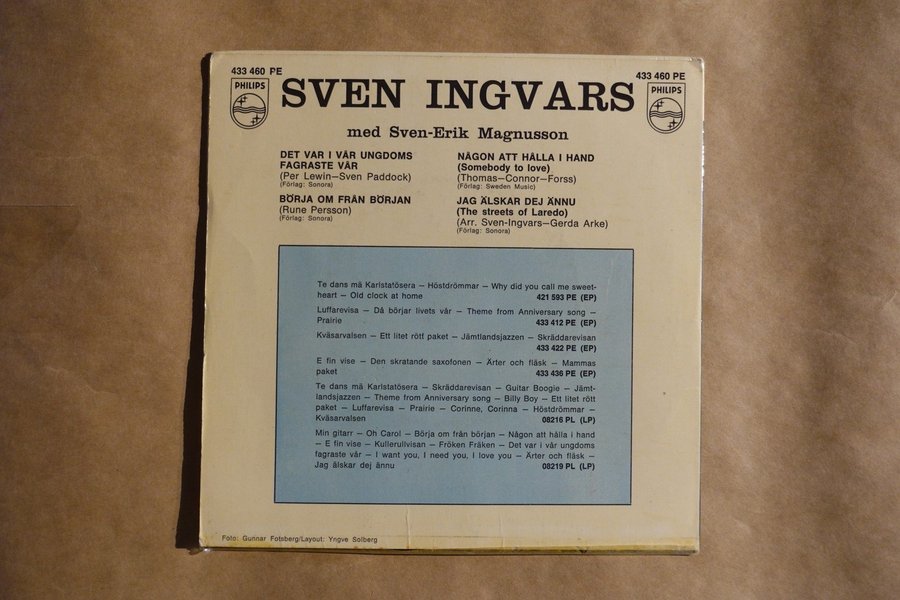 433 460 PE
433 460 PE
PHILIPS
PHILIPS
SVEN INGVARS
med Sven-Erik Magnusson
DET VAR I VÅR UNGDOMS
FAGRASTE VÅR
(Per Lewin—Sven Paddock)
(Förlag: Sonora)
BÖRJA OM FRÅN BÖRJAN
(Rune Persson)
(Förlag: Sonora)
NÅGON ATT HÅLLA I HAND
(Somebody to love)
(Thomas—Connor—Forss)
(Förlag: Sweden Music)
JAG ÄLSKAR DEJ ÄNNU
(The streets of Laredo)
(Arr. Sven-Ingvars—Gerda Arke)
(Förlag: Sonora)
Te dans mä Karlstatösera — Höstdrömmar — Why did you call me sweet-
heart — Old clock at home 421 593 PE (EP)
Luffarevisa — Då börjar livets vår — Theme from Anniversary song —
Prairie 433 412 PE (EP)
Kväsarvalsen — Ett litet rött paket — Jämtlandsjazzen — Skräddarevisan
433 422 PE (EP)
E fin vise — Den skratande saxofonen — Ärter och fläsk — Mammas
paket 433 436 PE (EP)
Te dans mä Karlstatösera — Skräddarevisan — Guitar Boogie — Jämt-
landsjazzen — Theme from Anniversary song — Billy Boy — Ett litet rött
paket — Luffarevisa — Prairie — Corinne, Corinna — Höstdrömmar —
Kväsarvalsen 08216 PL (LP)
Min gitarr — Oh Carol — Börja om från början — Någon att hålla i hand
— E fin vise — Kullerullvisan — Fröken Fräken — Det var i vår ungdoms
fagraste vår — I want you, I need you, I love you — Ärter och fläsk —
Jag älskar dej ännu 08219 PL (LP)
Foto: Gunnar Fotsberg/Layout: Yngve Solberg